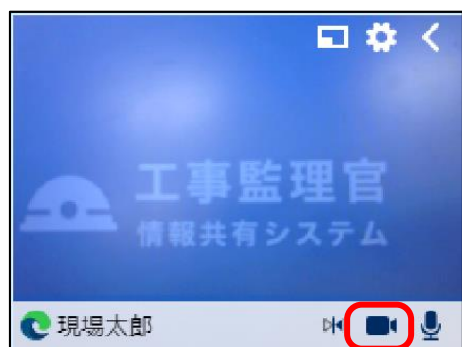 工事監理官
情報共有システム
現場太郎